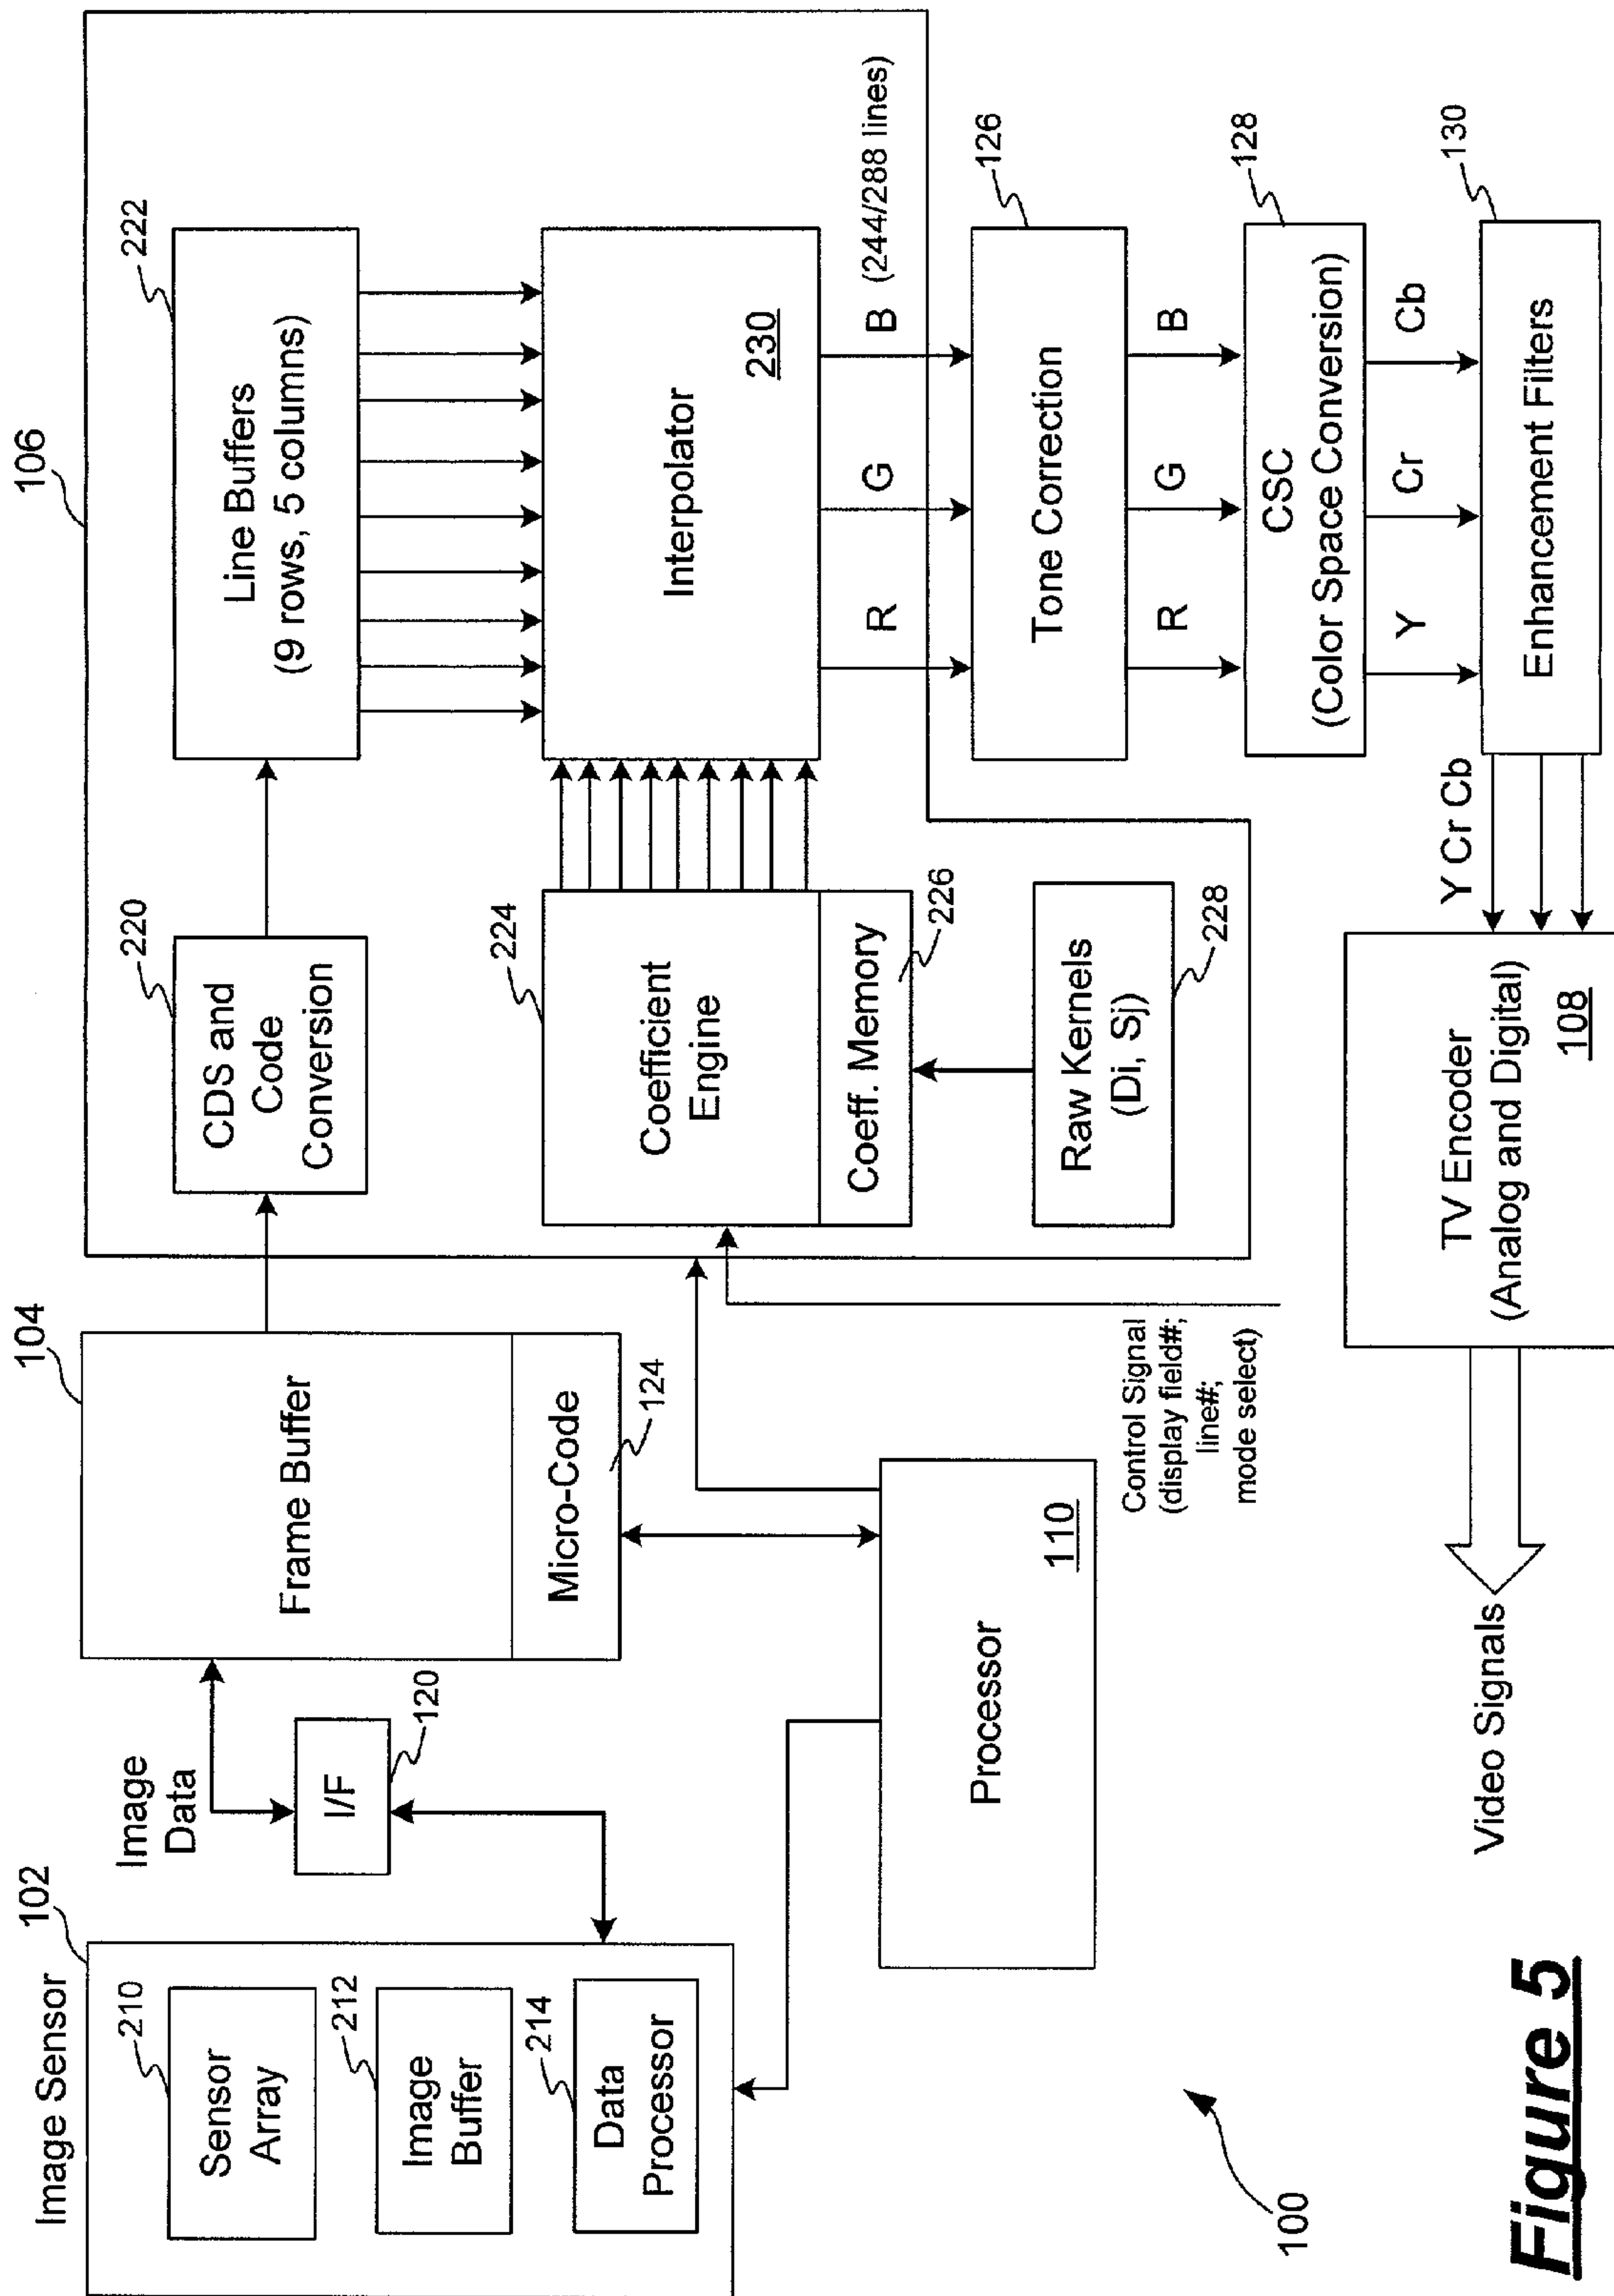 Image Sensor
102
210
Sensor
Array
212
Image
Buffer
214
Data
Processor
Image
Data
I/F
120
104
Frame Buffer
Micro-Code
124
Processor
110
106
220
CDS and
Code
Conversion
222
Line Buffers
(9 rows, 5 columns)
224
Coefficient
Engine
Coeff. Memory
226
Raw Kernels
(Di, Sj)
228
Interpolator
230
R G B (244/288 lines)
Control Signal
(display field#;
line#;
mode select)
126
Tone Correction
R G B
128
CSC
(Color Space Conversion)
Y Cr Cb
130
Enhancement Filters
Y Cr Cb
TV Encoder
(Analog and Digital)
108
Video Signals
100
Figure 5